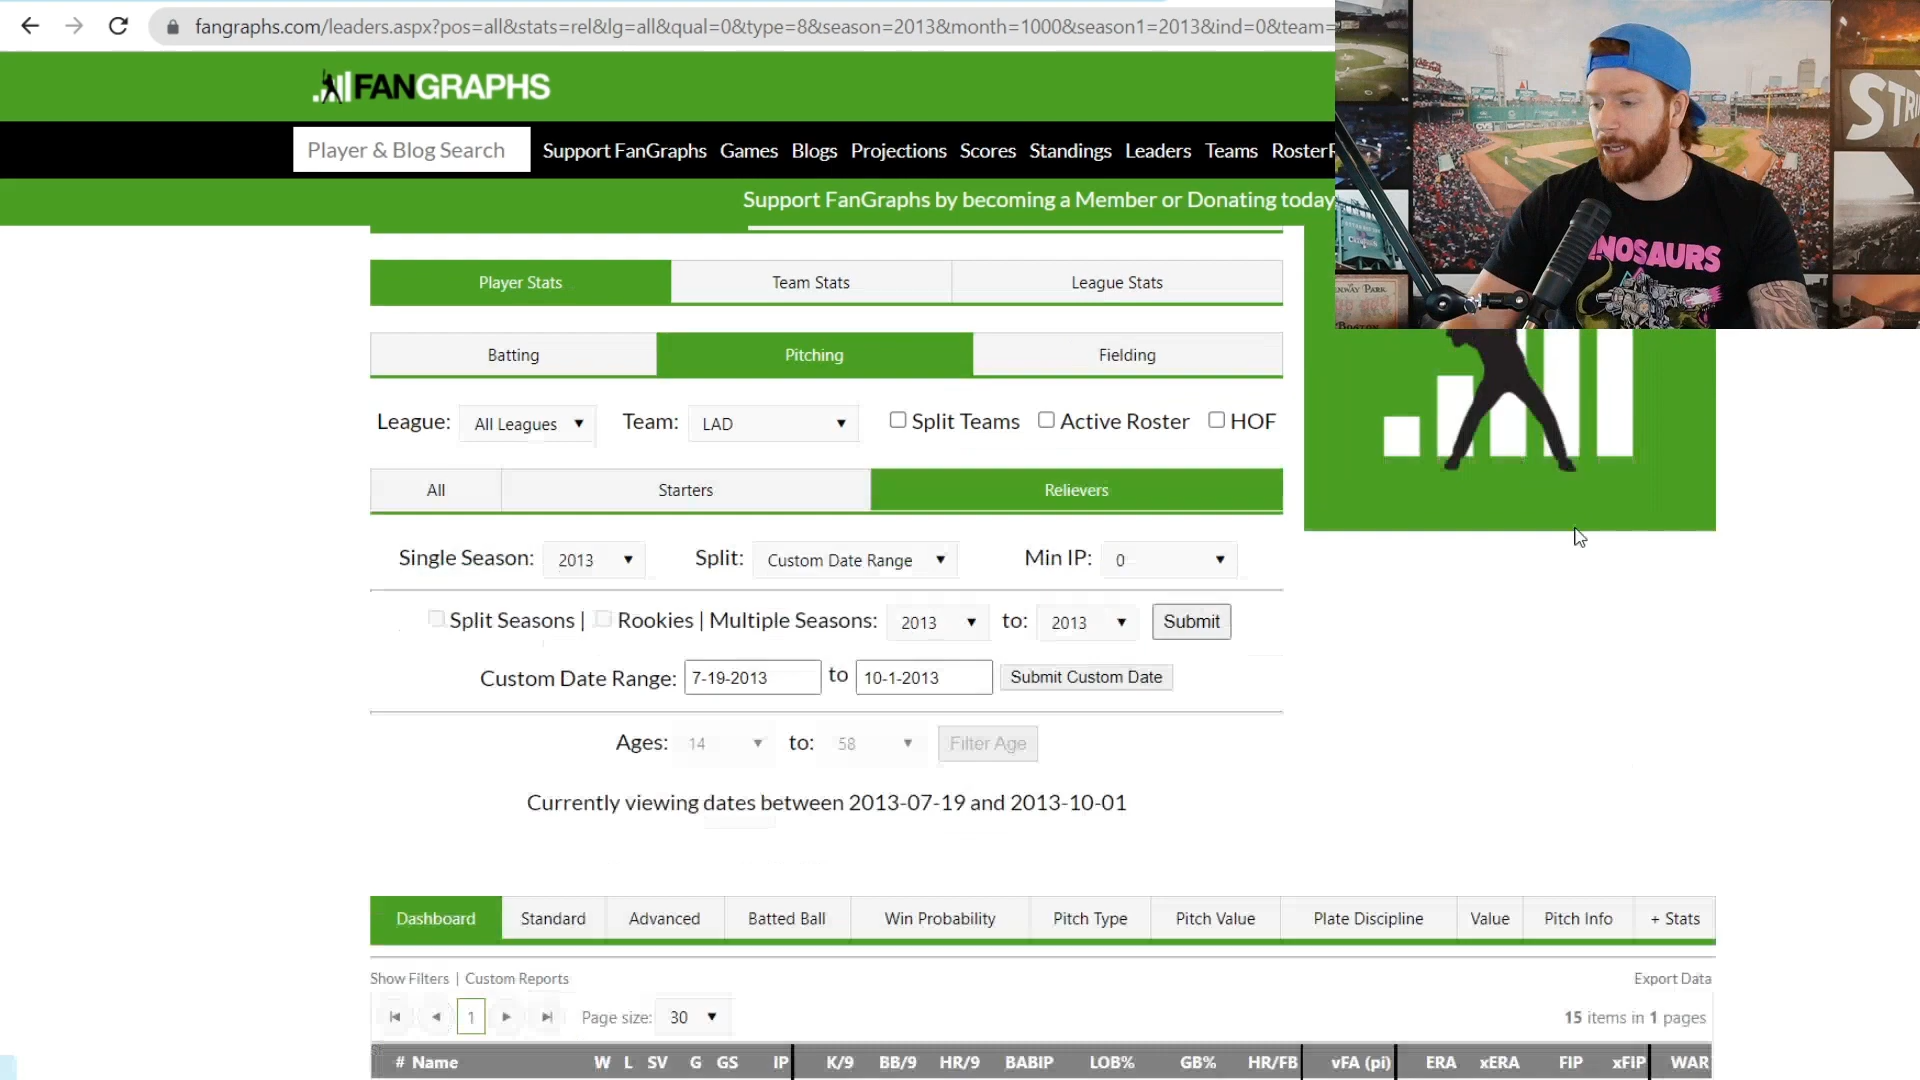 fangraphs.com/leaders.aspx?pos=all&stats=rel&lg=all&qual=0&type=8&season=2013&month=1000&season1=2013&ind=0&team=
FANGRAPHS
Player & Blog Search Support FanGraphs Games Blogs Projections Scores Standings Leaders Teams RosterR
Support FanGraphs by becoming a Member or Donating today
STRI
NOSAURS
NWAY PARK
BOSTON
Player Stats Team Stats League Stats
Batting Pitching Fielding
League: All Leagues Team: LAD Split Teams Active Roster HOF
All Starters Relievers
Single Season: 2013 Split: Custom Date Range Min IP: 0
Split Seasons | Rookies | Multiple Seasons: 2013 to: 2013 Submit
Custom Date Range: 7-19-2013 to 10-1-2013 Submit Custom Date
Ages: 14 to: 58 Filter Age
Currently viewing dates between 2013-07-19 and 2013-10-01
Dashboard Standard Advanced Batted Ball Win Probability Pitch Type Pitch Value Plate Discipline Value Pitch Info + Stats
Show Filters | Custom Reports Export Data
1 Page size: 30 15 items in 1 pages
# Name W L SV G GS IP K/9 BB/9 HR/9 BABIP LOB% GB% HR/FB vFA (pi) ERA xERA FIP xFIP WAR